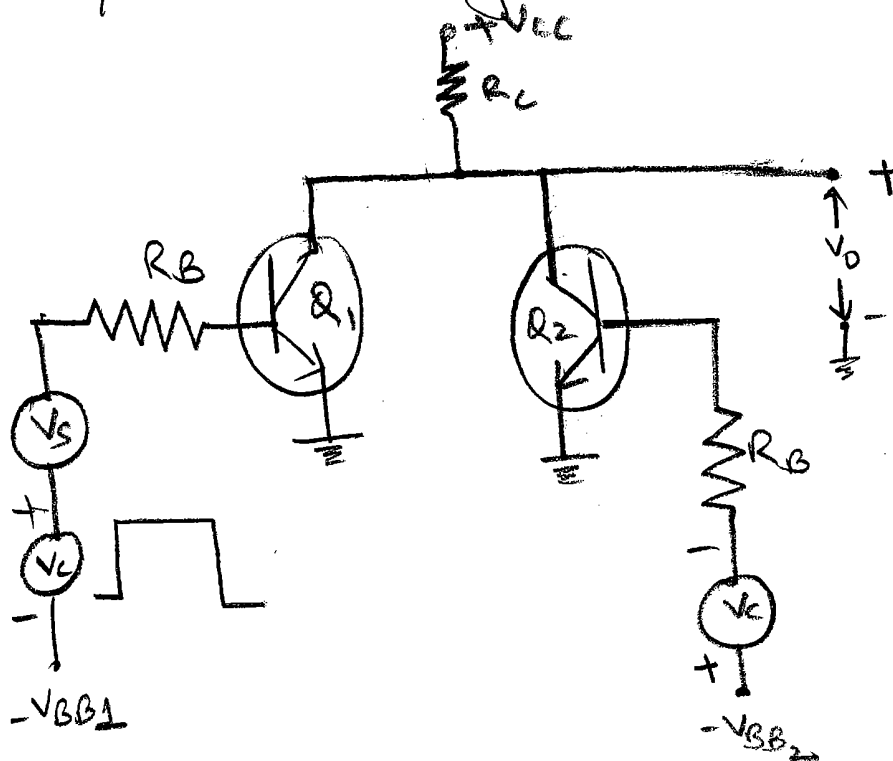 +VCC
RC
+
RB
Q1
Q2
VO
-
VS
RB
+
-
VC
VC
-
+
-VBB1
-VBB2